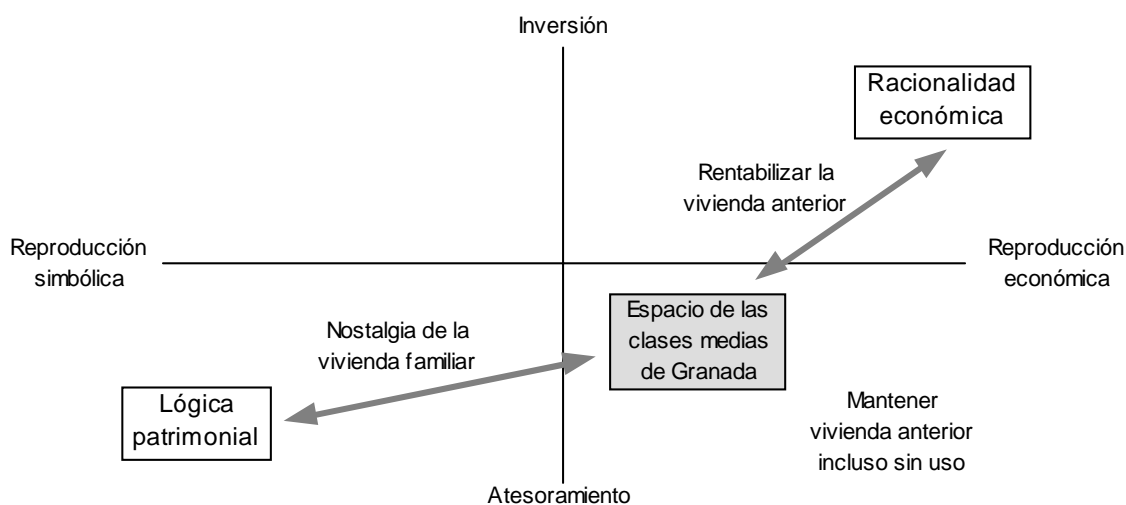 Inversión
Racionalidad
económica
Rentabilizar la
vivienda anterior
Reproducción
simbólica
Reproducción
económica
Espacio de las
clases medias
de Granada
Nostalgia de la
vivienda familiar
Lógica
patrimonial
Mantener
vivienda anterior
incluso sin uso
Atesoramiento